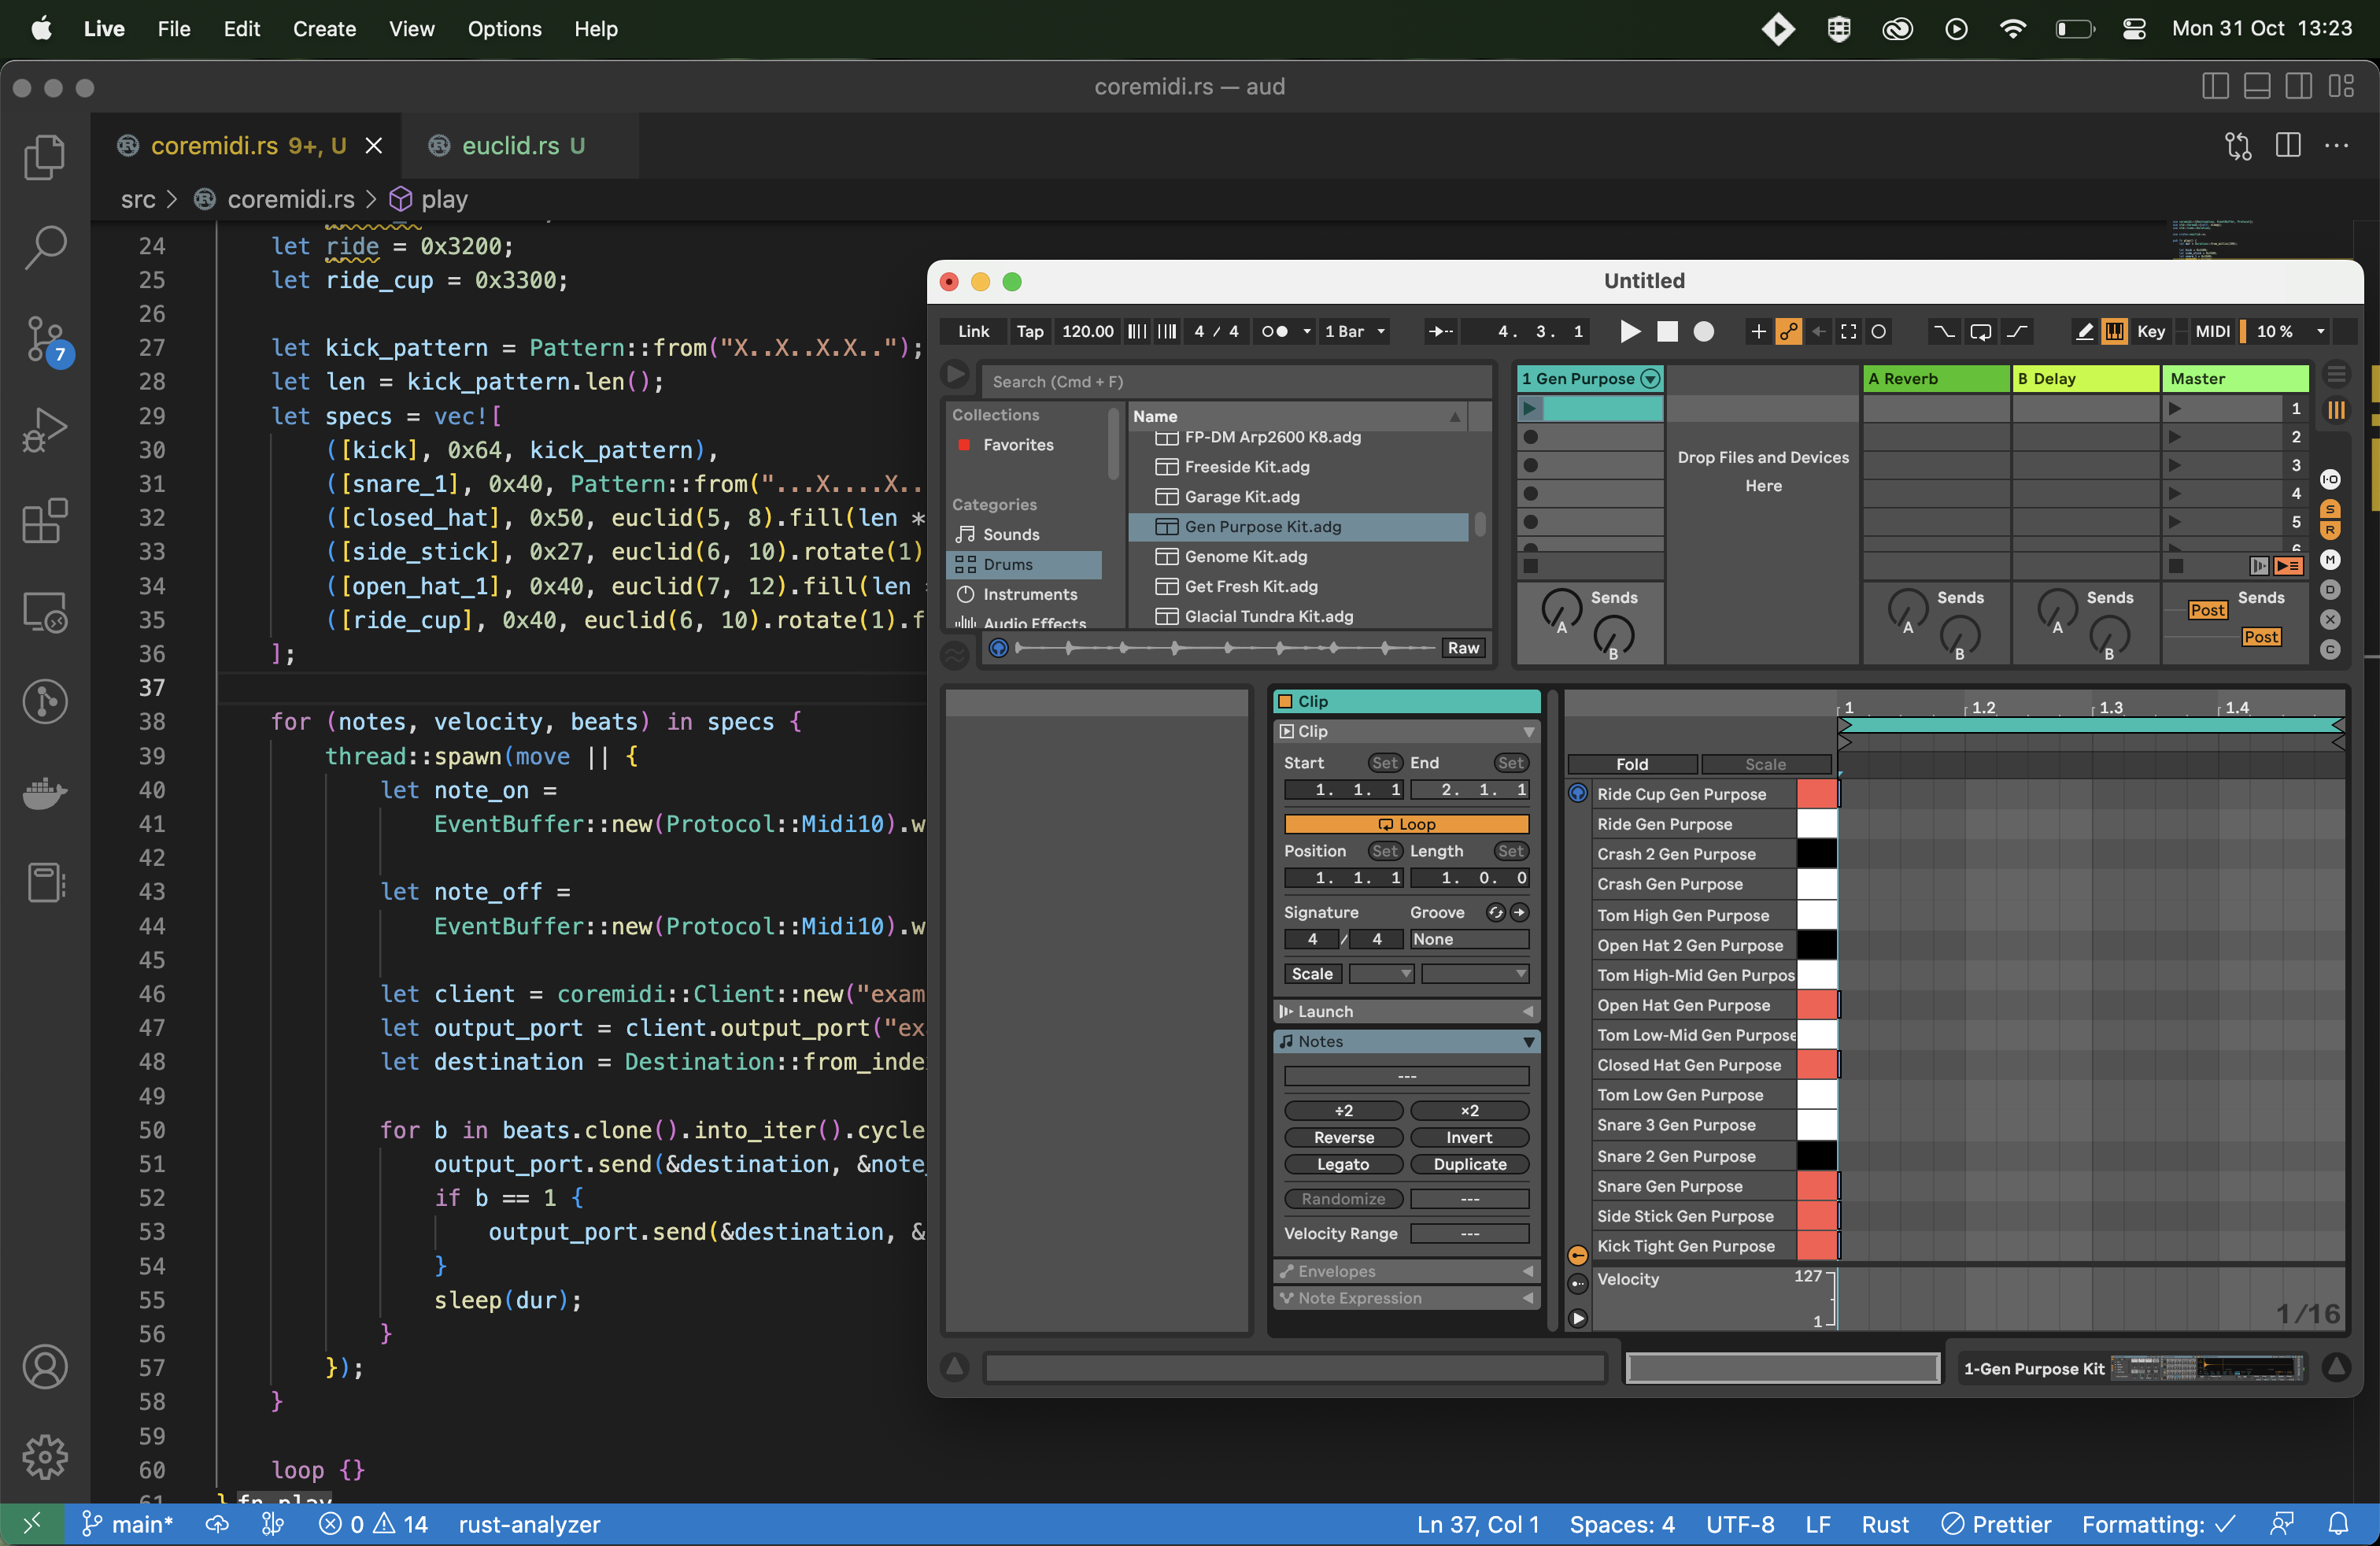 Live File Edit Create View Options Help Mon 31 Oct 13:23
coremidi.rs — aud
coremidi.rs 9+, U
euclid.rs U
src > coremidi.rs > play
24 let ride = 0x3200;
25 let ride_cup = 0x3300;
26
27 let kick_pattern = Pattern::from("X..X..X.X..");
28 let len = kick_pattern.len();
29 let specs = vec![
30 ([kick], 0x64, kick_pattern),
31 ([snare_1], 0x40, Pattern::from("...X....X..
32 ([closed_hat], 0x50, euclid(5, 8).fill(len *
33 ([side_stick], 0x27, euclid(6, 10).rotate(1)
34 ([open_hat_1], 0x40, euclid(7, 12).fill(len
35 ([ride_cup], 0x40, euclid(6, 10).rotate(1).f
36 ];
37
38 for (notes, velocity, beats) in specs {
39 thread::spawn(move || {
40 let note_on =
41 EventBuffer::new(Protocol::Midi10).w
42
43 let note_off =
44 EventBuffer::new(Protocol::Midi10).w
45
46 let client = coremidi::Client::new("exam
47 let output_port = client.output_port("ex
48 let destination = Destination::from_inde
49
50 for b in beats.clone().into_iter().cycle
51 output_port.send(&destination, &note_
52 if b == 1 {
53 output_port.send(&destination, &
54 }
55 sleep(dur);
56 }
57 });
58 }
59
60 loop {}
61 } fn play
7
Untitled
Link Tap 120.00 4 / 4 1 Bar 4. 3. 1 Key MIDI 10 %
Search (Cmd + F)
Collections
Favorites
Categories
Sounds
Drums
Instruments
Audio Effects
Name
FP-DM Arp2600 K8.adg
Freeside Kit.adg
Garage Kit.adg
Gen Purpose Kit.adg
Genome Kit.adg
Get Fresh Kit.adg
Glacial Tundra Kit.adg
Raw
1 Gen Purpose
A Reverb
B Delay
Master
Drop Files and Devices
Here
1
2
3
4
5
6
Sends
A
B
Sends
A
B
Sends
A
B
Sends
Post
Post
I·O
S
R
M
D
X
C
Clip
Clip
Start Set End Set
1. 1. 1 2. 1. 1
Loop
Position Set Length Set
1. 1. 1 1. 0. 0
Signature Groove
4 / 4 None
Scale
Launch
Notes
---
÷2 ×2
Reverse Invert
Legato Duplicate
Randomize ---
Velocity Range ---
Envelopes
Note Expression
1 1.2 1.3 1.4
Fold Scale
Ride Cup Gen Purpose
Ride Gen Purpose
Crash 2 Gen Purpose
Crash Gen Purpose
Tom High Gen Purpose
Open Hat 2 Gen Purpose
Tom High-Mid Gen Purpos
Open Hat Gen Purpose
Tom Low-Mid Gen Purpose
Closed Hat Gen Purpose
Tom Low Gen Purpose
Snare 3 Gen Purpose
Snare 2 Gen Purpose
Snare Gen Purpose
Side Stick Gen Purpose
Kick Tight Gen Purpose
Velocity 127
1
1/16
1-Gen Purpose Kit
main* 0 14 rust-analyzer Ln 37, Col 1 Spaces: 4 UTF-8 LF Rust Prettier Formatting: ✓